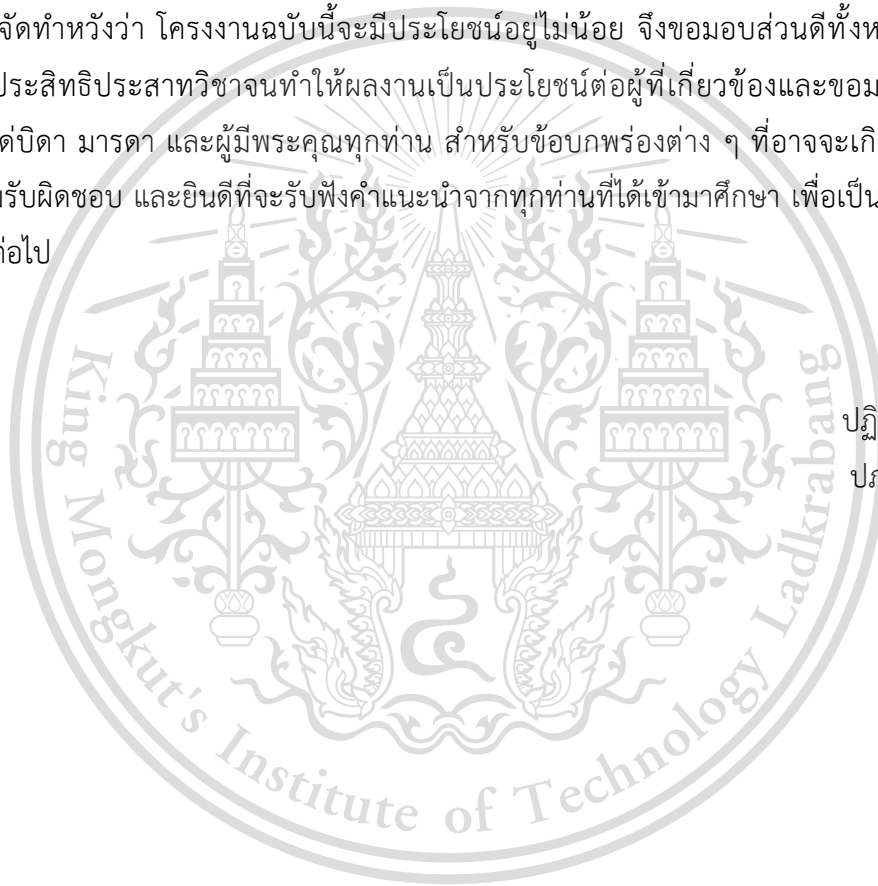 จัดทำหวังว่า โครงงานฉบับนี้จะมีประโยชน์อยู่ไม่น้อย จึงขอมอบส่วนดีทั้งห
ประสิทธิประสาทวิชาจนทำให้ผลงานเป็นประโยชน์ต่อผู้ที่เกี่ยวข้องและขอม
ด่บิดา มารดา และผู้มีพระคุณทุกท่าน สำหรับข้อบกพร่องต่าง ๆ ที่อาจจะเกิ
รับผิดชอบ และยินดีที่จะรับฟังคำแนะนำจากทุกท่านที่ได้เข้ามาศึกษา เพื่อเป็น
ต่อไป
ปฏิ
King Mongkut's Institute of Technology Ladkrabang